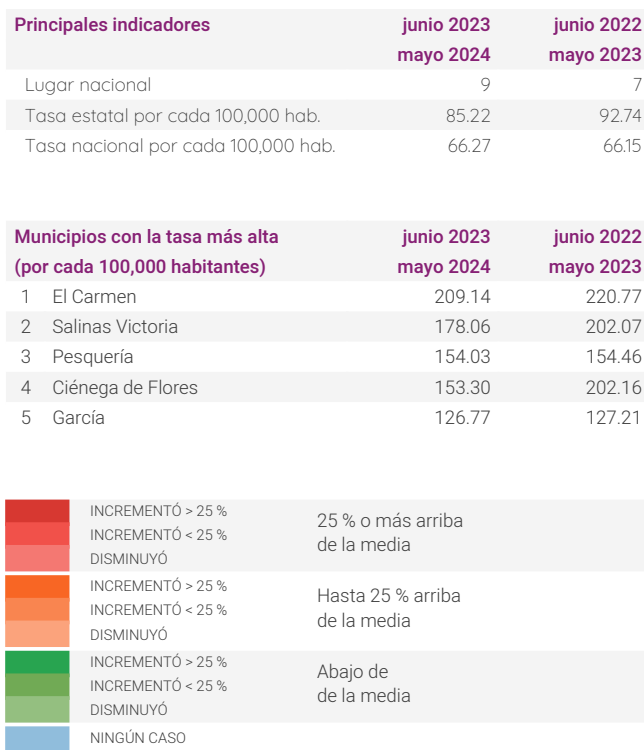 Principales indicadores junio 2023 junio 2022
mayo 2024 mayo 2023
Lugar nacional 9 7
Tasa estatal por cada 100,000 hab. 85.22 92.74
Tasa nacional por cada 100,000 hab. 66.27 66.15
Municipios con la tasa más alta junio 2023 junio 2022
(por cada 100,000 habitantes) mayo 2024 mayo 2023
1 El Carmen 209.14 220.77
2 Salinas Victoria 178.06 202.07
3 Pesquería 154.03 154.46
4 Ciénega de Flores 153.30 202.16
5 García 126.77 127.21
INCREMENTÓ > 25 %
INCREMENTÓ < 25 %
DISMINUYÓ
25 % o más arriba
de la media
INCREMENTÓ > 25 %
INCREMENTÓ < 25 %
DISMINUYÓ
Hasta 25 % arriba
de la media
INCREMENTÓ > 25 %
INCREMENTÓ < 25 %
DISMINUYÓ
Abajo de
de la media
NINGÚN CASO